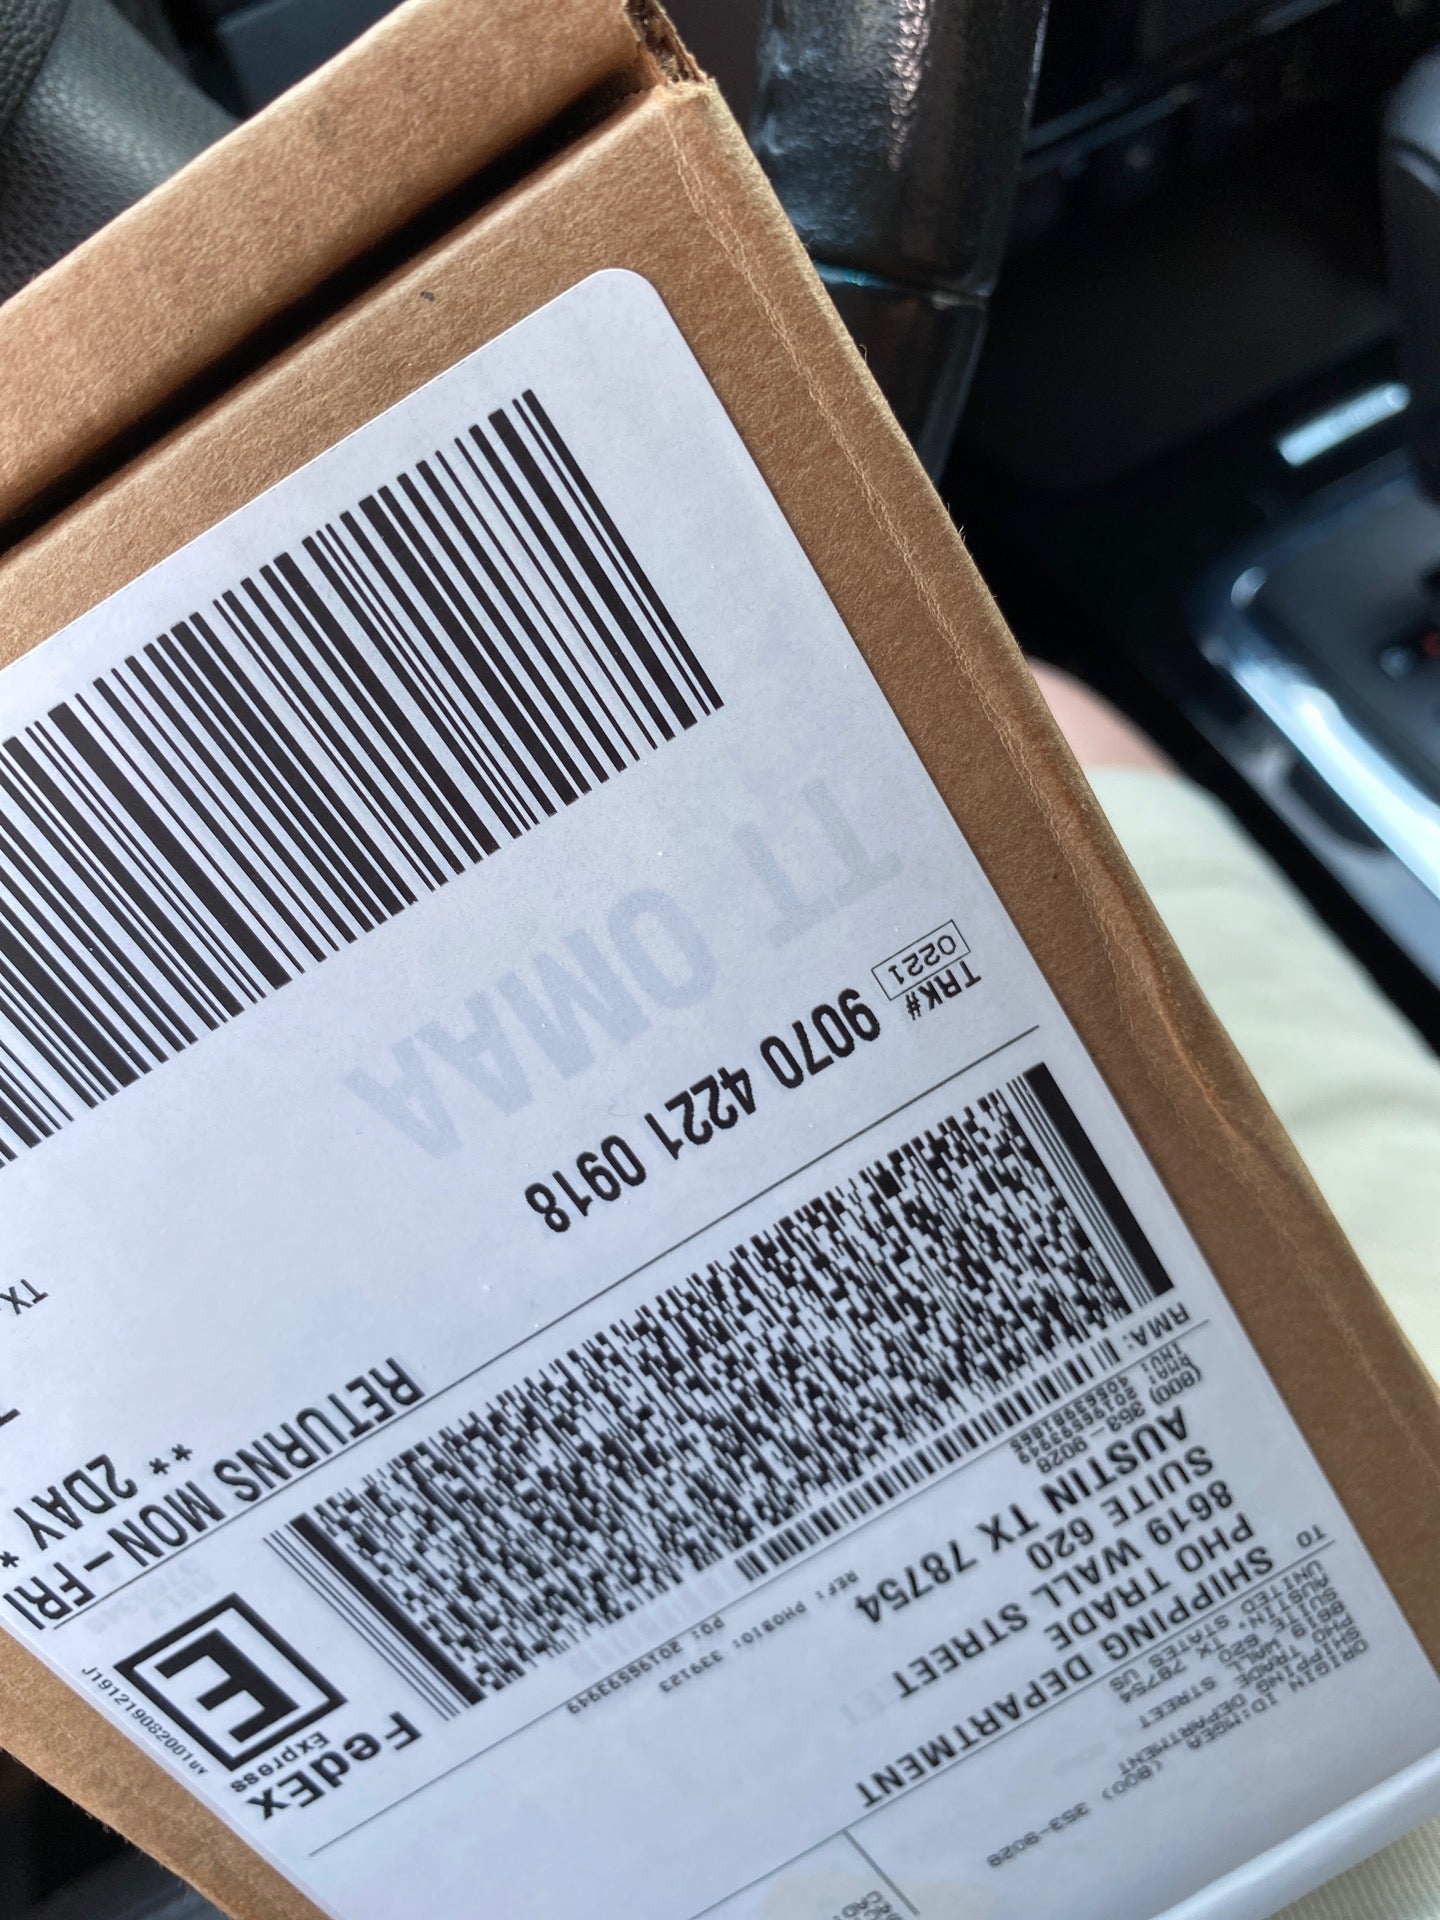 ORIGIN ID:MGEA (800) 353-9028
SHIPPING DEPARTMENT
PHO TRADE
8619 WALL STREET
SUITE 620
AUSTIN, TX 78754
UNITED STATES US
TO SHIPPING DEPARTMENT
PHO TRADE
8619 WALL STREET
SUITE 620
AUSTIN TX 78754
(800) 353-9028
REF: PHOBIO: 339123
PO: 20196593949
RMA:
FedEx
Express
E
J191219082001uv
TRK# 9070 4221 0918
0221
RETURNS MON-FRI
** 2DAY *
TT OMAA
TX